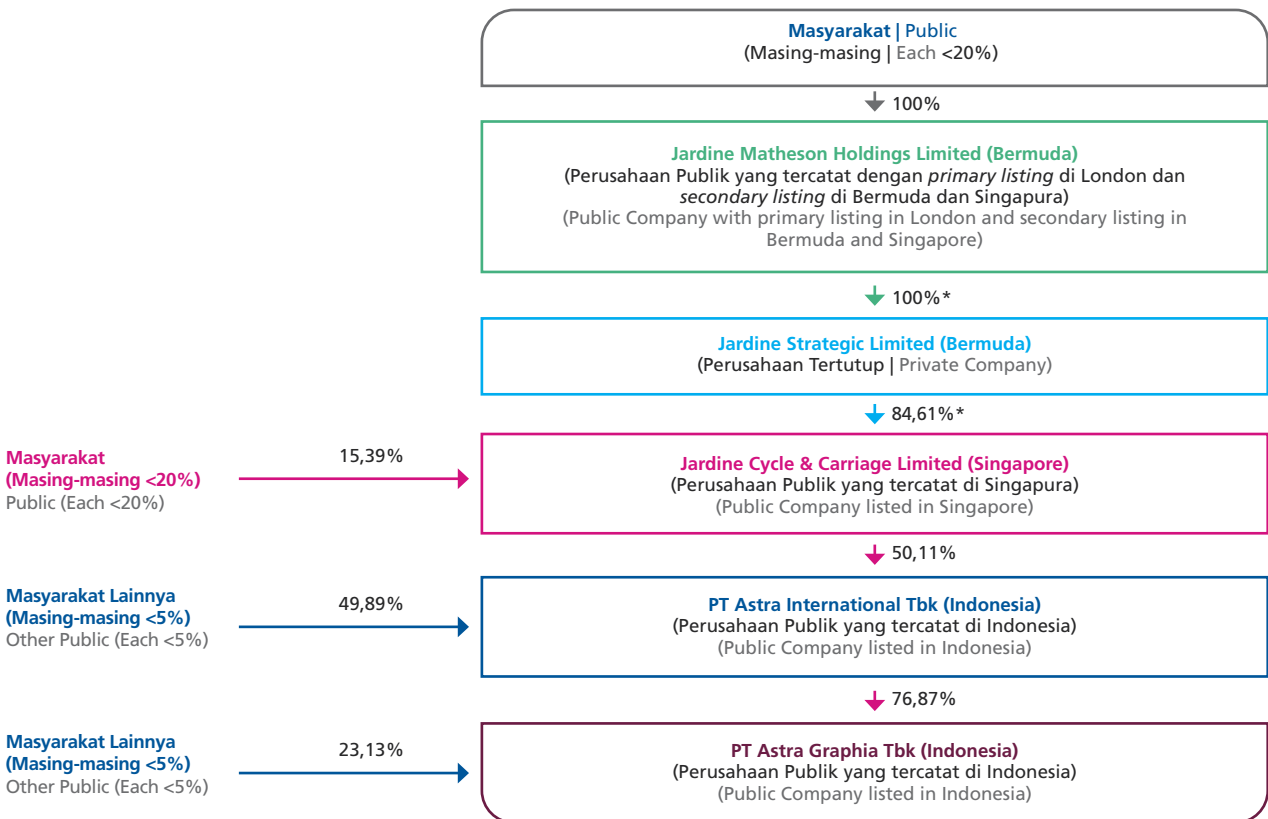 Masyarakat | Public
(Masing-masing | Each <20%)
100%
Jardine Matheson Holdings Limited (Bermuda)
(Perusahaan Publik yang tercatat dengan primary listing di London dan
secondary listing di Bermuda dan Singapura)
(Public Company with primary listing in London and secondary listing in
Bermuda and Singapore)
100%*
Jardine Strategic Limited (Bermuda)
(Perusahaan Tertutup | Private Company)
84,61%*
Masyarakat
(Masing-masing <20%)
Public (Each <20%)
15,39%
Jardine Cycle & Carriage Limited (Singapore)
(Perusahaan Publik yang tercatat di Singapura)
(Public Company listed in Singapore)
50,11%
Masyarakat Lainnya
(Masing-masing <5%)
Other Public (Each <5%)
49,89%
PT Astra International Tbk (Indonesia)
(Perusahaan Publik yang tercatat di Indonesia)
(Public Company listed in Indonesia)
76,87%
Masyarakat Lainnya
(Masing-masing <5%)
Other Public (Each <5%)
23,13%
PT Astra Graphia Tbk (Indonesia)
(Perusahaan Publik yang tercatat di Indonesia)
(Public Company listed in Indonesia)